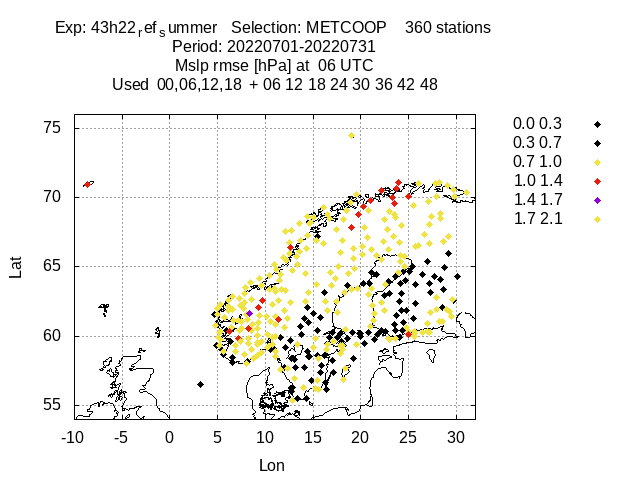 Exp: 43h22refsummer Selection: METCOOP 360 stations
Period: 20220701-20220731
Mslp rmse [hPa] at 06 UTC
Used 00,06,12,18 + 06 12 18 24 30 36 42 48
0.0 0.3
0.3 0.7
0.7 1.0
1.0 1.4
1.4 1.7
1.7 2.1
75
70
65
60
55
Lat
-10 -5 0 5 10 15 20 25 30
Lon